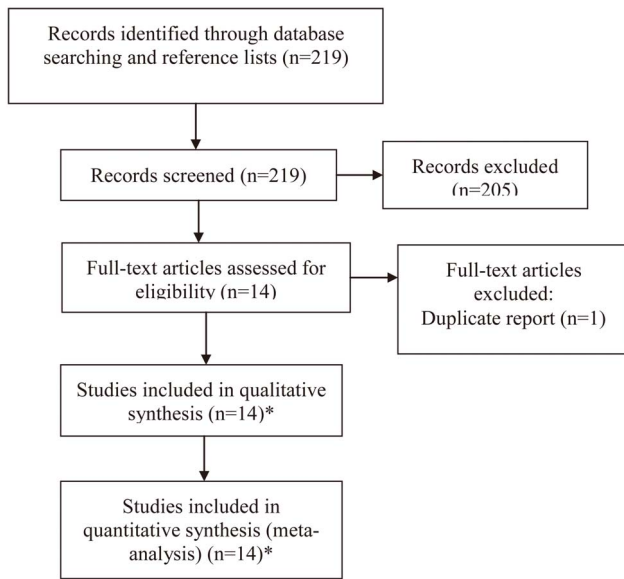 Records identified through database
searching and reference lists (n=219)
Records screened (n=219)
Records excluded
(n=205)
Full-text articles assessed for
eligibility (n=14)
Full-text articles
excluded:
Duplicate report (n=1)
Studies included in qualitative
synthesis (n=14)*
Studies included in
quantitative synthesis (meta-
analysis) (n=14)*